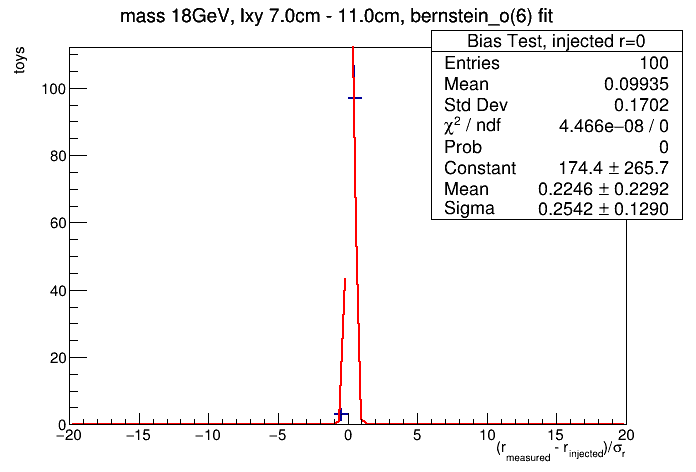 mass 18GeV, lxy 7.0cm - 11.0cm, bernstein_o(6) fit
toys
Bias Test, injected r=0
Entries 100
Mean 0.09935
Std Dev 0.1702
χ² / ndf 4.466e−08 / 0
Prob 0
Constant 174.4 ± 265.7
Mean 0.2246 ± 0.2292
Sigma 0.2542 ± 0.1290
100
80
60
40
20
0
−20 −15 −10 −5 0 5 10 15 20
(r_measured - r_injected)/σ_r